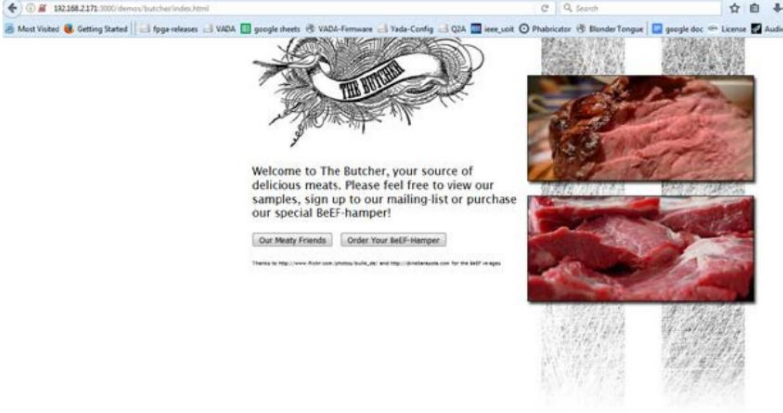 192.168.2.171:3000/demos/butcher/index.html
Search
Most Visited Getting Started fpga-releases VADA google sheets VADA-Firmware Yada-Config Q2A ieee_uoit Phabricator Blonder Tongue google doc License Audio
THE BUTCHER
Welcome to The Butcher, your source of
delicious meats. Please feel free to view our
samples, sign up to our mailing-list or purchase
our special BeEF-hamper!
Our Meaty Friends Order Your BeEF-Hamper